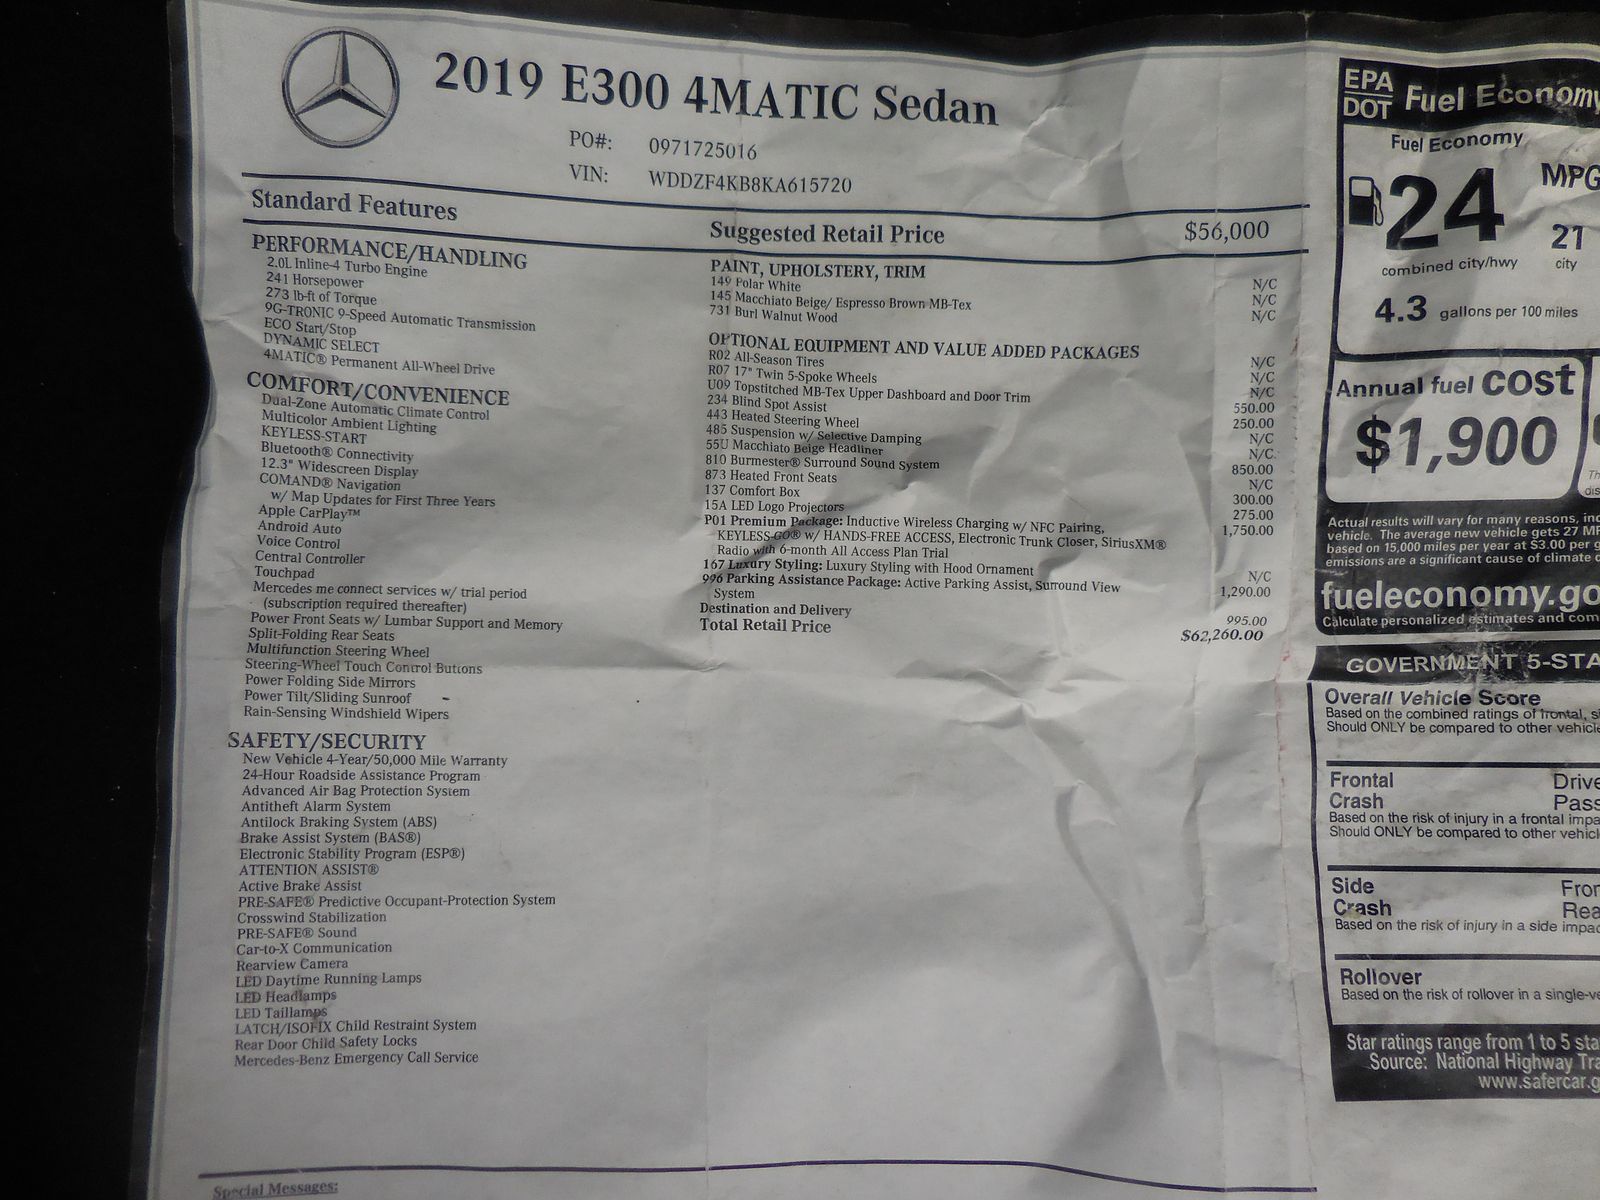 2019 E300 4MATIC Sedan
PO#: 0971725016
VIN: WDDZF4KB8KA615720
Standard Features
PERFORMANCE/HANDLING
2.0L Inline-4 Turbo Engine
241 Horsepower
273 lb-ft of Torque
9G-TRONIC 9-Speed Automatic Transmission
ECO Start/Stop
DYNAMIC SELECT
4MATIC® Permanent All-Wheel Drive
COMFORT/CONVENIENCE
Dual-Zone Automatic Climate Control
Multicolor Ambient Lighting
KEYLESS-START
Bluetooth® Connectivity
12.3" Widescreen Display
COMAND® Navigation
w/ Map Updates for First Three Years
Apple CarPlay™
Android Auto
Voice Control
Central Controller
Touchpad
Mercedes me connect services w/ trial period
(subscription required thereafter)
Power Front Seats w/ Lumbar Support and Memory
Split-Folding Rear Seats
Multifunction Steering Wheel
Steering-Wheel Touch Control Buttons
Power Folding Side Mirrors
Power Tilt/Sliding Sunroof
Rain-Sensing Windshield Wipers
SAFETY/SECURITY
New Vehicle 4-Year/50,000 Mile Warranty
24-Hour Roadside Assistance Program
Advanced Air Bag Protection System
Antitheft Alarm System
Antilock Braking System (ABS)
Brake Assist System (BAS®)
Electronic Stability Program (ESP®)
ATTENTION ASSIST®
Active Brake Assist
PRE-SAFE® Predictive Occupant-Protection System
Crosswind Stabilization
PRE-SAFE® Sound
Car-to-X Communication
Rearview Camera
LED Daytime Running Lamps
LED Headlamps
LED Taillamps
LATCH/ISOFIX Child Restraint System
Rear Door Child Safety Locks
Mercedes-Benz Emergency Call Service
Special Messages:
Suggested Retail Price $56,000
PAINT, UPHOLSTERY, TRIM
149 Polar White N/C
145 Macchiato Beige/ Espresso Brown MB-Tex N/C
731 Burl Walnut Wood N/C
OPTIONAL EQUIPMENT AND VALUE ADDED PACKAGES
R02 All-Season Tires N/C
R07 17" Twin 5-Spoke Wheels N/C
U09 Topstitched MB-Tex Upper Dashboard and Door Trim N/C
234 Blind Spot Assist 550.00
443 Heated Steering Wheel 250.00
485 Suspension w/ Selective Damping N/C
55U Macchiato Beige Headliner N/C
810 Burmester® Surround Sound System 850.00
873 Heated Front Seats N/C
137 Comfort Box 300.00
15A LED Logo Projectors 275.00
P01 Premium Package: Inductive Wireless Charging w/ NFC Pairing, 1,750.00
KEYLESS-GO® w/ HANDS-FREE ACCESS, Electronic Trunk Closer, SiriusXM®
Radio with 6-month All Access Plan Trial
167 Luxury Styling: Luxury Styling with Hood Ornament N/C
996 Parking Assistance Package: Active Parking Assist, Surround View 1,290.00
System
Destination and Delivery 995.00
Total Retail Price $62,260.00
EPA
DOT Fuel Economy
Fuel Economy
24 MPG
combined city/hwy
21
city
4.3 gallons per 100 miles
Annual fuel cost
$1,900
Actual results will vary for many reasons,
vehicle. The average new vehicle gets 27
based on 15,000 miles per year at $3.00 per
emissions are a significant cause of climate
fueleconomy.go
Calculate personalized estimates and
GOVERNMENT 5-STA
Overall Vehicle Score
Based on the combined ratings of frontal,
Should ONLY be compared to other
Frontal
Crash
Drive
Pass
Based on the risk of injury in a frontal
Should ONLY be compared to other
Side
Crash
Fron
Rea
Based on the risk of injury in a side
Rollover
Based on the risk of rollover in a
Star ratings range from 1 to 5
Source: National Highway
www.safercar.g